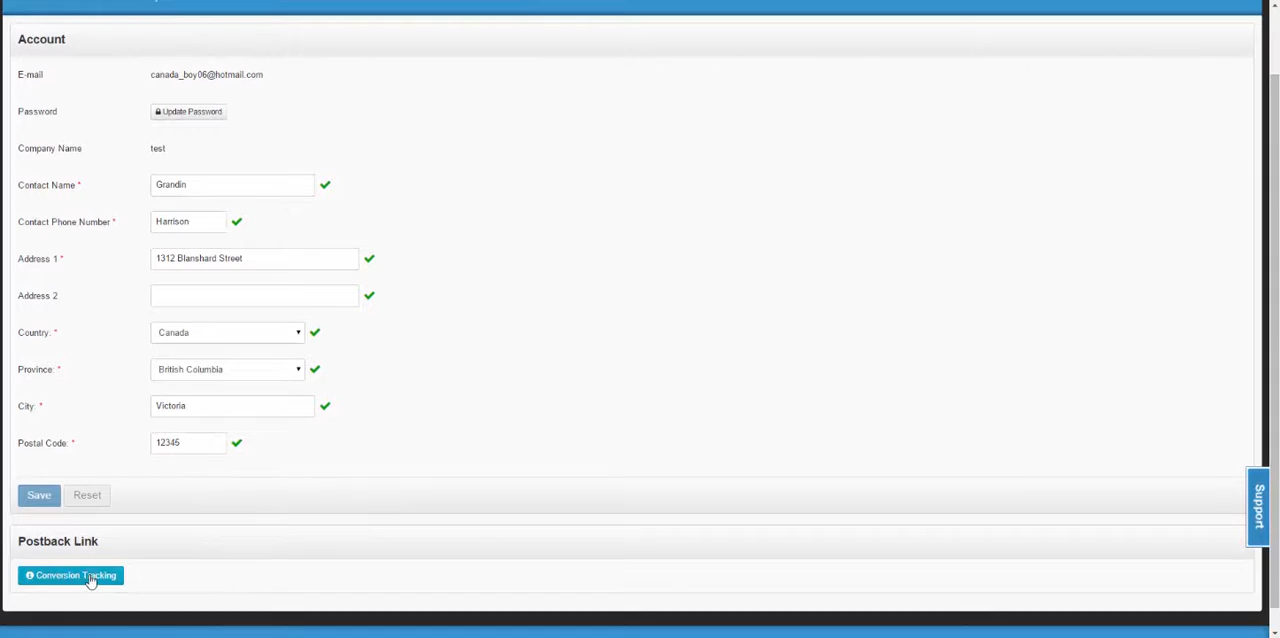 Account
E-mail canada_boy06@hotmail.com
Password Update Password
Company Name test
Contact Name * Grandin
Contact Phone Number * Harrison
Address 1 * 1312 Blanshard Street
Address 2
Country: * Canada
Province: * British Columbia
City: * Victoria
Postal Code: * 12345
Save Reset
Support
Postback Link
Conversion Tracking